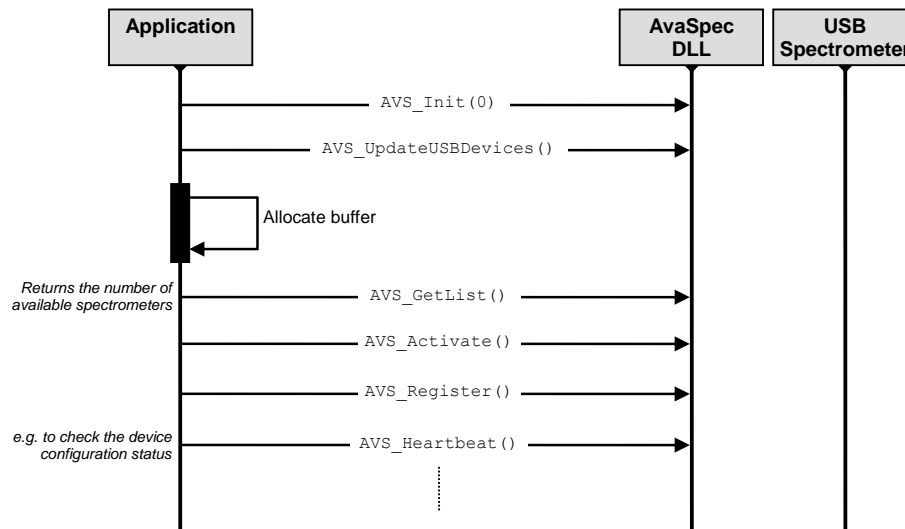 Application
AvaSpec
DLL
USB
Spectrometer
AVS_Init(0)
AVS_UpdateUSBDevices()
Allocate buffer
Returns the number of
available spectrometers
AVS_GetList()
AVS_Activate()
AVS_Register()
e.g. to check the device
configuration status
AVS_Heartbeat()